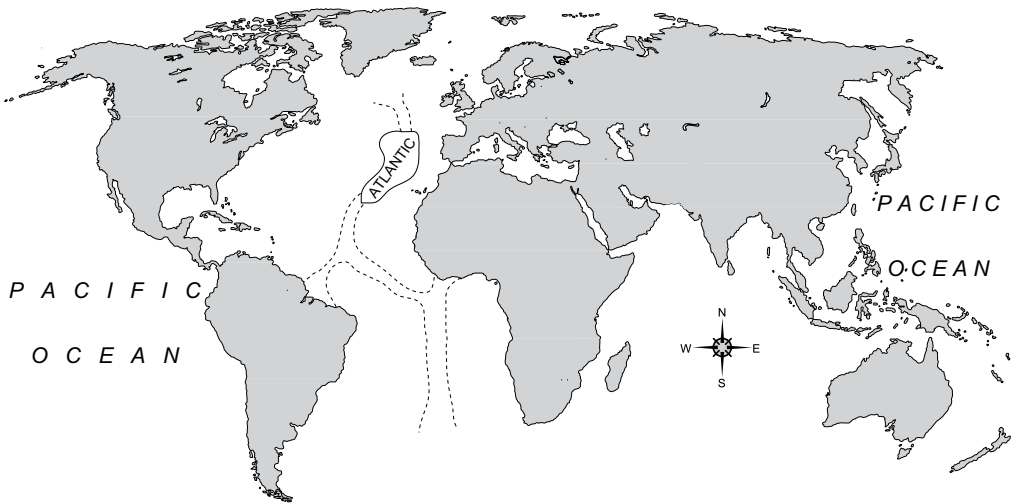 ATLANTIC
PACIFIC
OCEAN
PACIFIC
OCEAN
N
W E
S